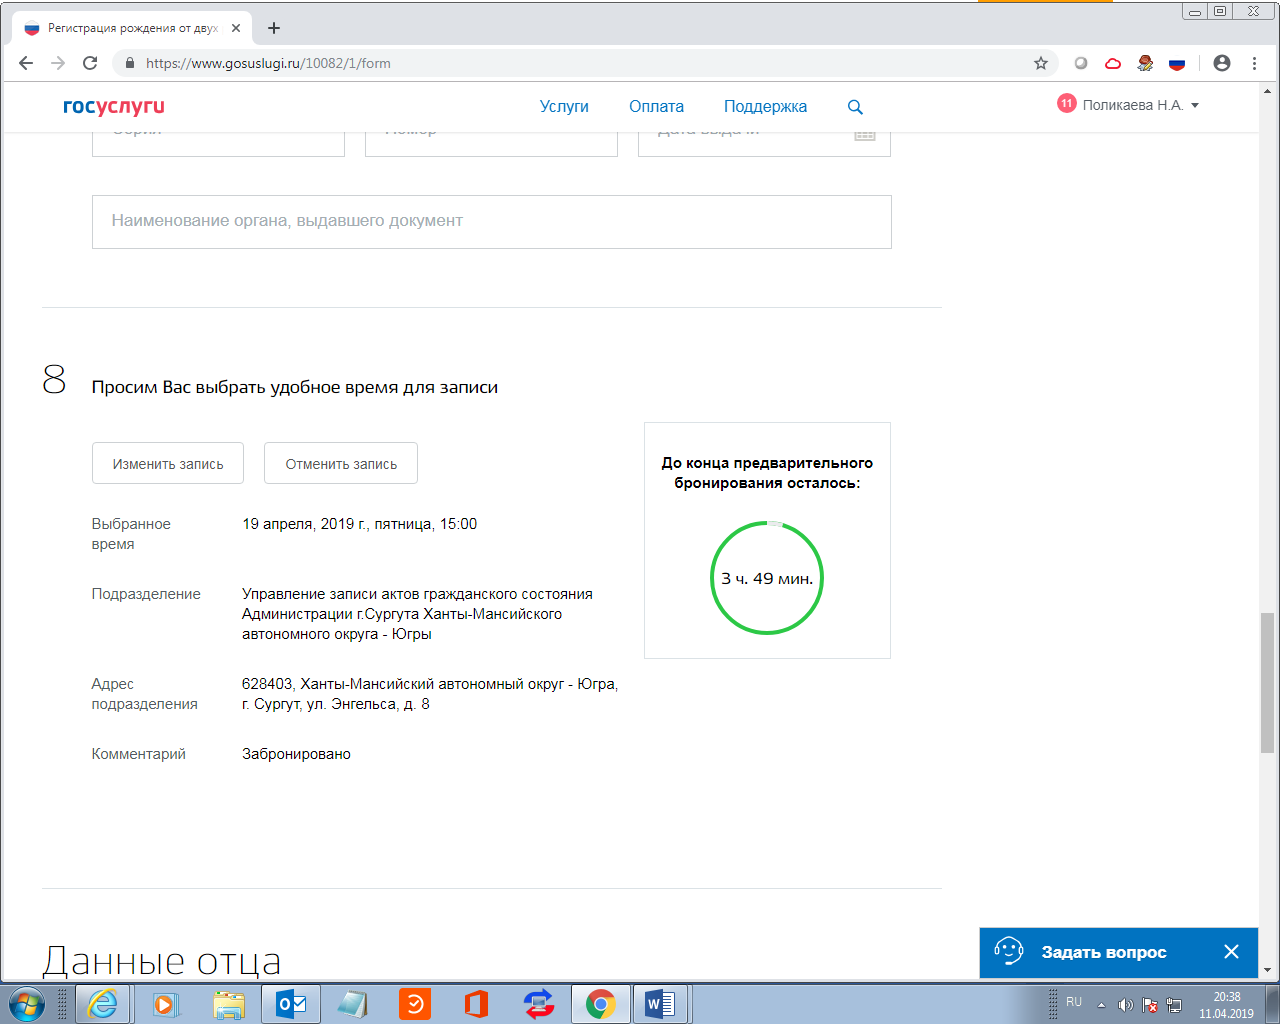 Регистрация рождения от двух
https://www.gosuslugi.ru/10082/1/form
госуслуги
Услуги
Оплата
Поддержка
11
Поликаева Н.А.
Серия
Номер
Дата выдачи
Наименование органа, выдавшего документ
8
Просим Вас выбрать удобное время для записи
Изменить запись
Отменить запись
До конца предварительного
бронирования осталось:
3 ч. 49 мин.
Выбранное
время
19 апреля, 2019 г., пятница, 15:00
Подразделение
Управление записи актов гражданского состояния
Администрации г.Сургута Ханты-Мансийского
автономного округа - Югры
Адрес
подразделения
628403, Ханты-Мансийский автономный округ - Югра,
г. Сургут, ул. Энгельса, д. 8
Комментарий
Забронировано
Данные отца
Задать вопрос
RU
20:38
11.04.2019